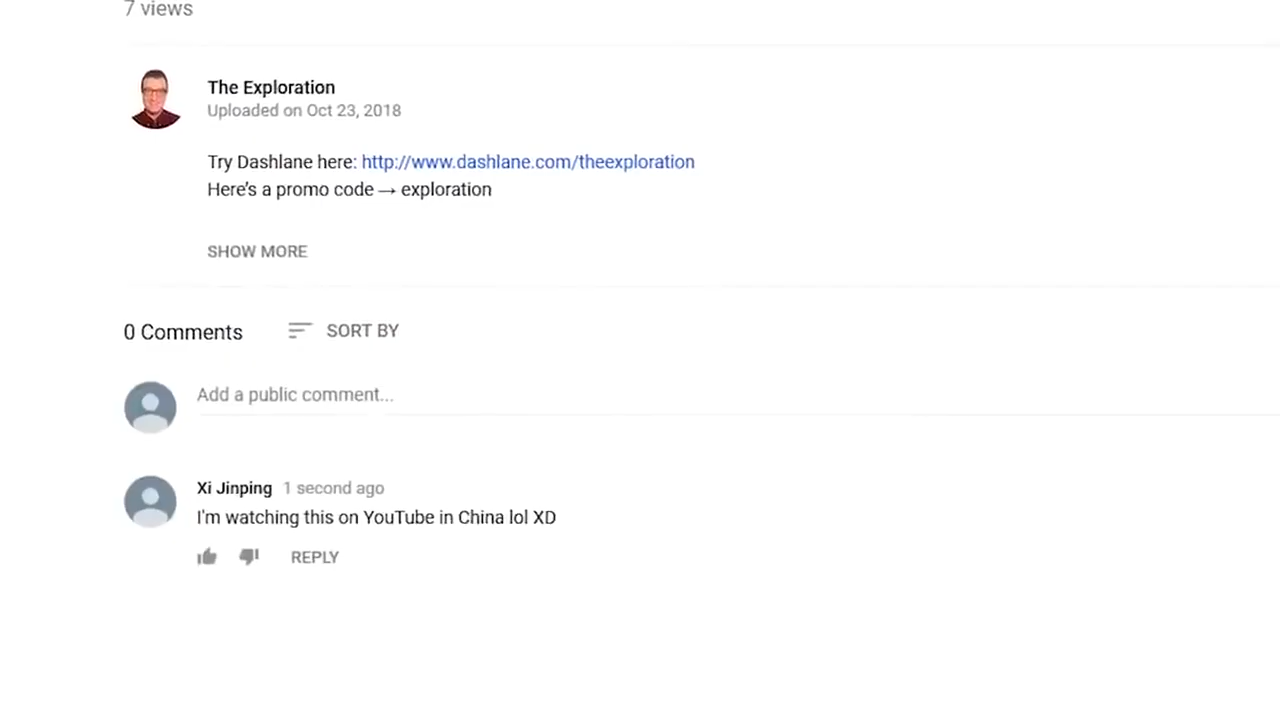 7 views
The Exploration
Uploaded on Oct 23, 2018
Try Dashlane here: http://www.dashlane.com/theexploration
Here's a promo code → exploration
SHOW MORE
0 Comments SORT BY
Add a public comment...
Xi Jinping 1 second ago
I'm watching this on YouTube in China lol XD
REPLY